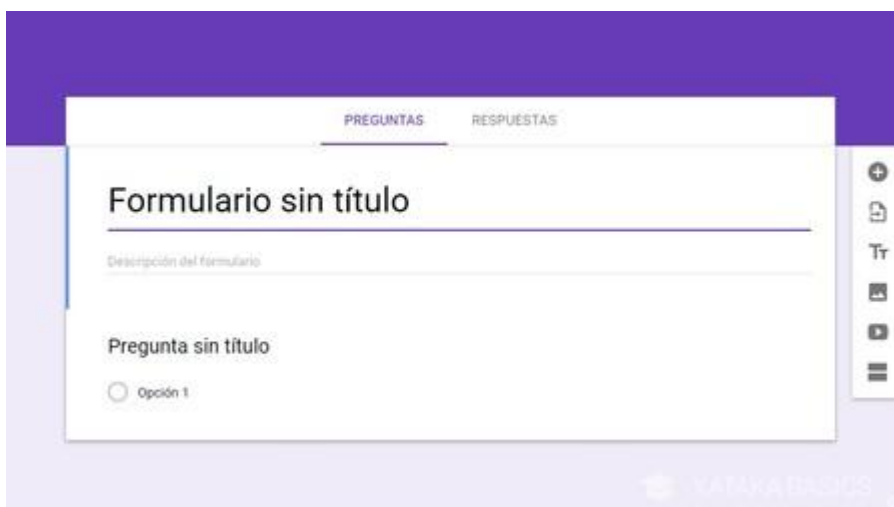 PREGUNTAS RESPUESTAS
Formulario sin título
Descripción del formulario
Pregunta sin título
Opción 1
XATAKA BASICS